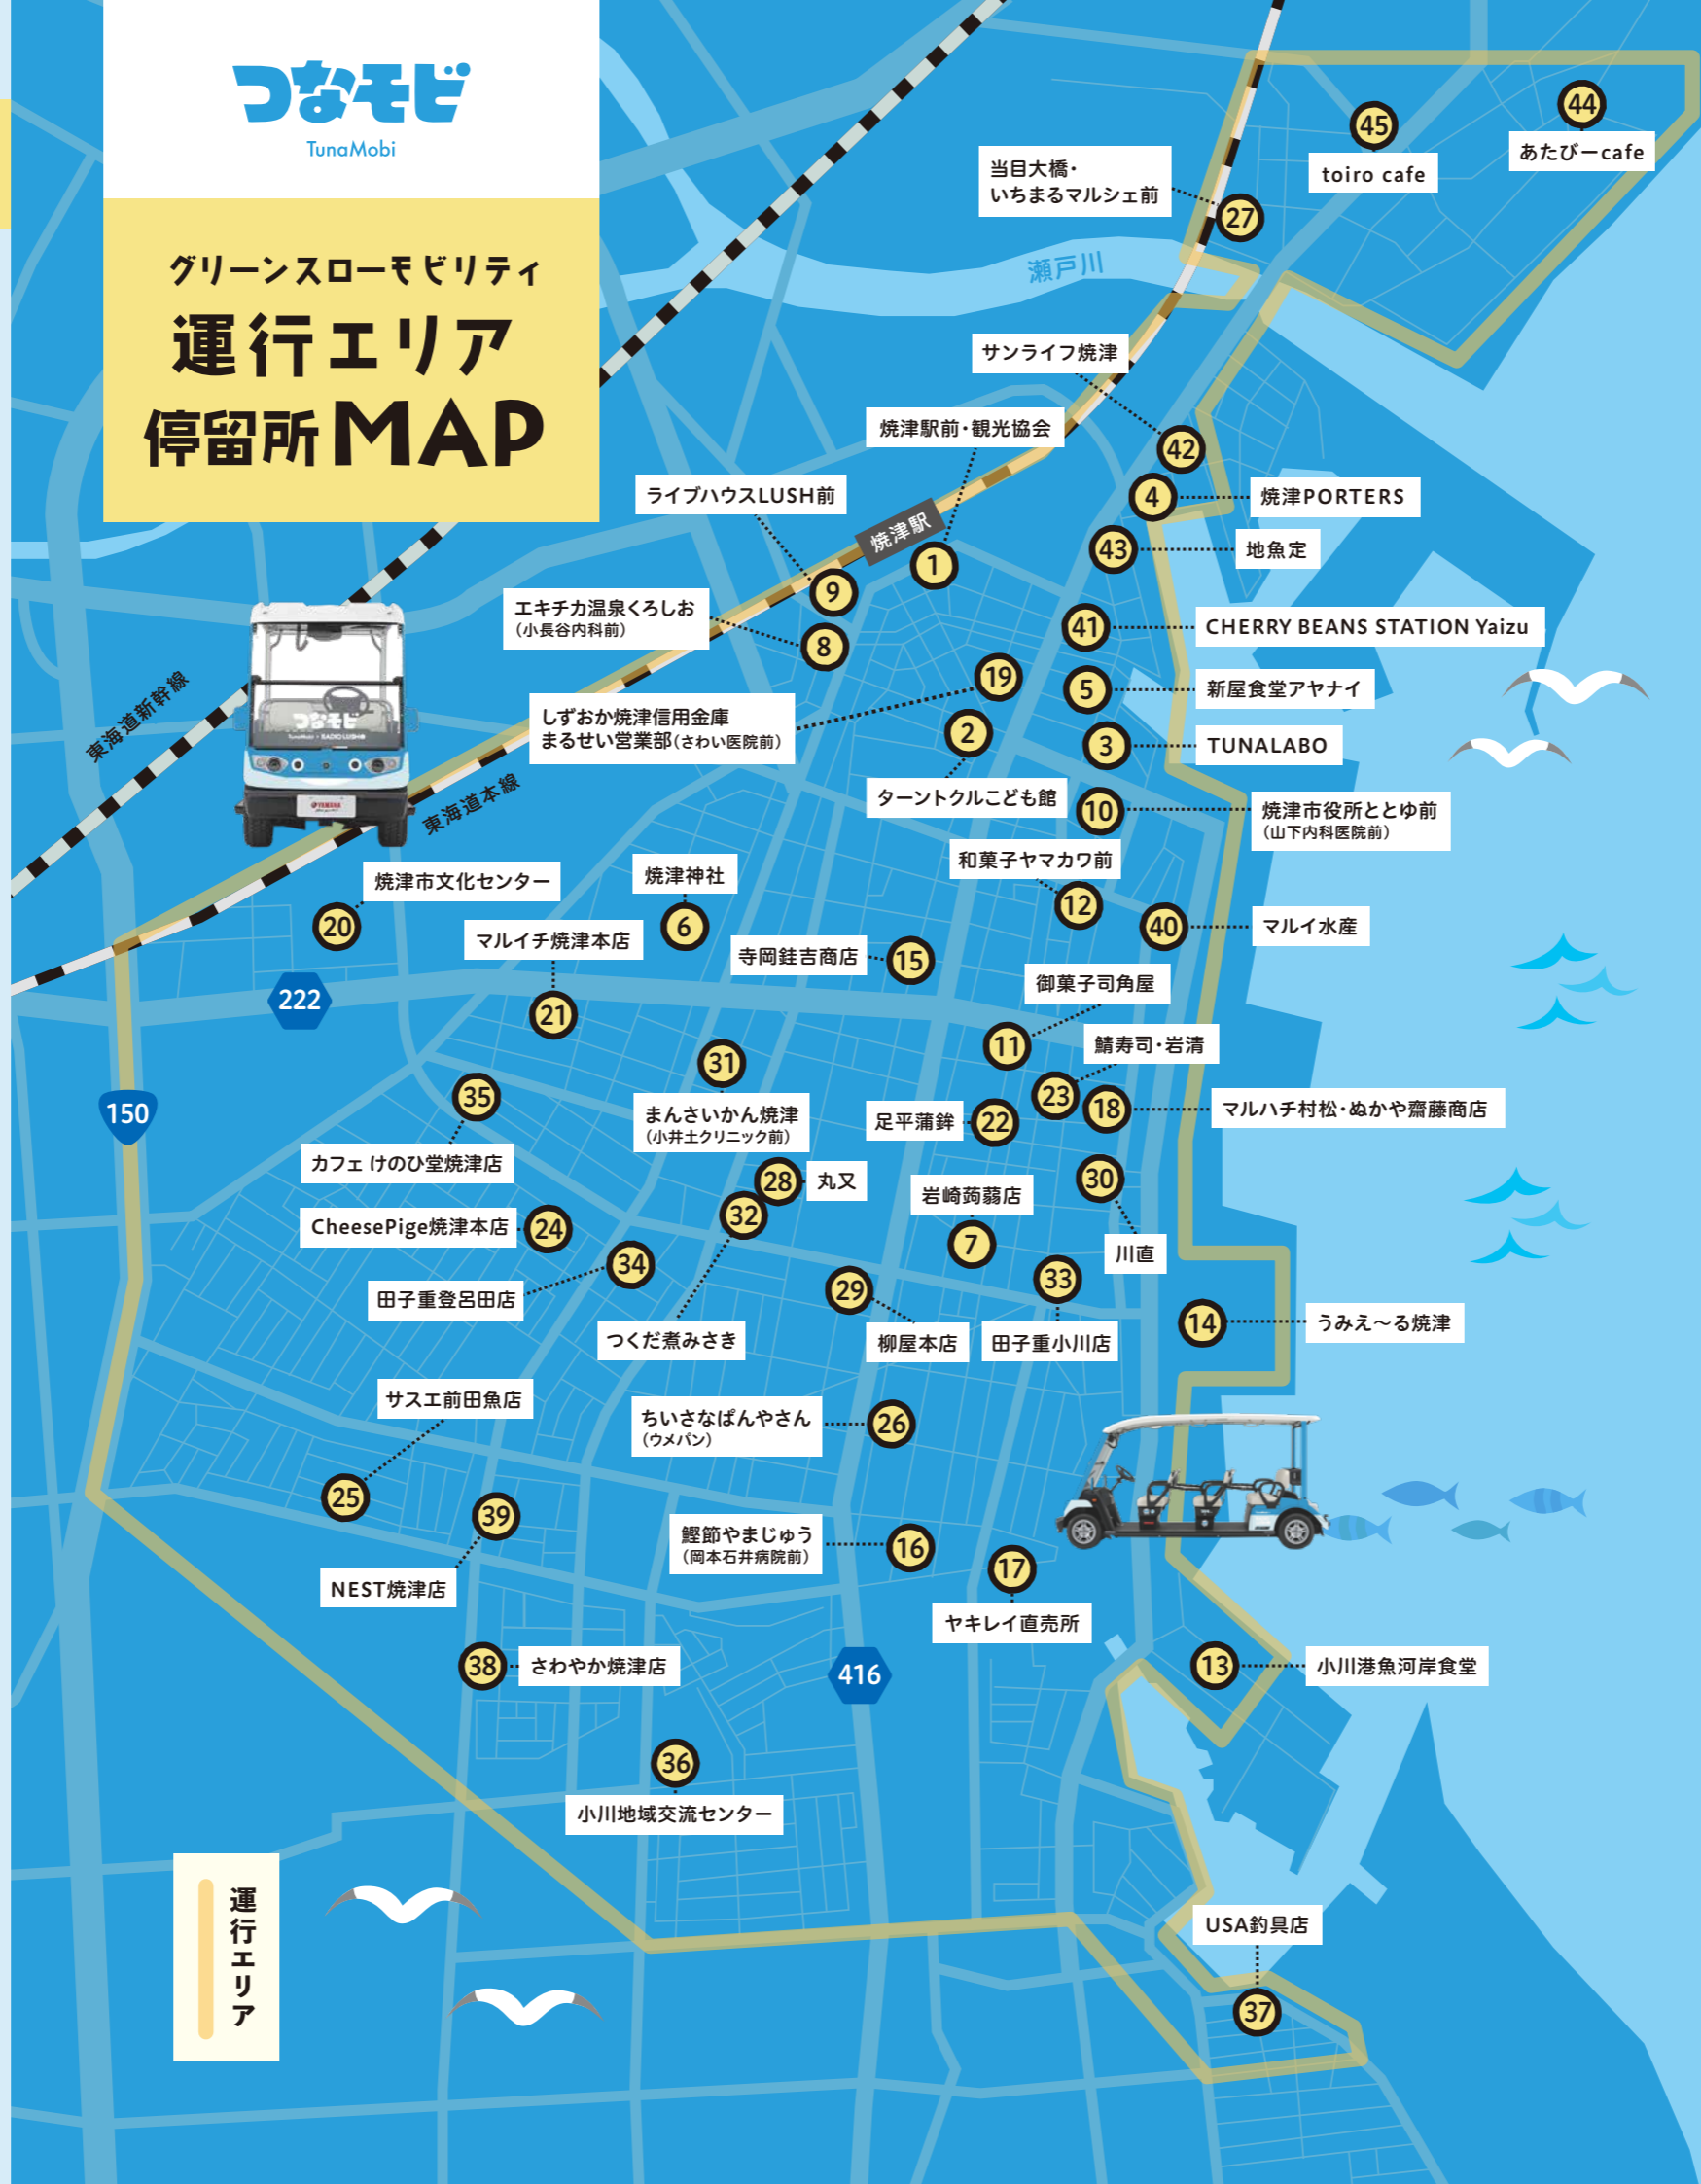 つなモビ
TunaMobi
グリーンスローモビリティ
運行エリア
停留所MAP
44
あたびーcafe
45
toiro cafe
当目大橋・
いちまるマルシェ前
27
瀬戸川
サンライフ焼津
42
焼津駅前・観光協会
1
4
焼津PORTERS
ライブハウスLUSH前
9
焼津駅
43
地魚定
エキチカ温泉くろしお
(小長谷内科前)
8
41
CHERRY BEANS STATION Yaizu
東海道新幹線
しずおか焼津信用金庫
まるせい営業部(さわい医院前)
19
5
新屋食堂アヤナイ
つなモビ
YAMAHA
東海道本線
2
ターントクルこども館
3
TUNALABO
10
焼津市役所ととゆ前
(山下内科医院前)
和菓子ヤマカワ前
12
焼津市文化センター
20
焼津神社
6
40
マルイ水産
マルイチ焼津本店
21
寺岡銈吉商店
15
222
御菓子司角屋
11
鯖寿司・岩清
23
31
まんさいかん焼津
(小井土クリニック前)
150
35
カフェ けのひ堂焼津店
足平蒲鉾
22
18
マルハチ村松・ぬかや齋藤商店
28
丸又
32
つくだ煮みさき
岩崎蒟蒻店
7
30
川直
CheesePige焼津本店
24
34
田子重登呂田店
29
柳屋本店
33
田子重小川店
14
うみえ〜る焼津
サスエ前田魚店
25
ちいさなぱんやさん
(ウメパン)
26
39
NEST焼津店
鰹節やまじゅう
(岡本石井病院前)
16
17
ヤキレイ直売所
38
さわやか焼津店
416
13
小川港魚河岸食堂
36
小川地域交流センター
運行エリア
USA釣具店
37